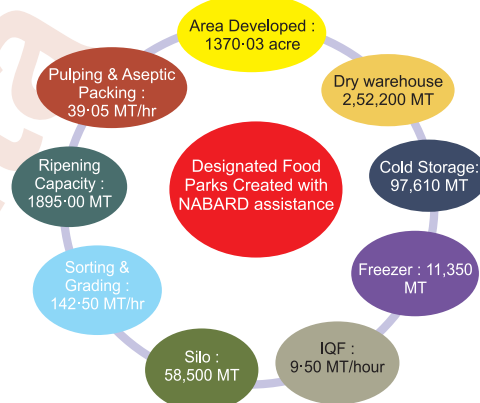 Area Developed :
1370·03 acre
Dry warehouse
2,52,200 MT
Cold Storage:
97,610 MT
Freezer : 11,350
MT
IQF :
9·50 MT/hour
Silo :
58,500 MT
Sorting &
Grading :
142·50 MT/hr
Ripening
Capacity :
1895·00 MT
Pulping & Aseptic
Packing :
39·05 MT/hr
Designated Food
Parks Created with
NABARD assistance